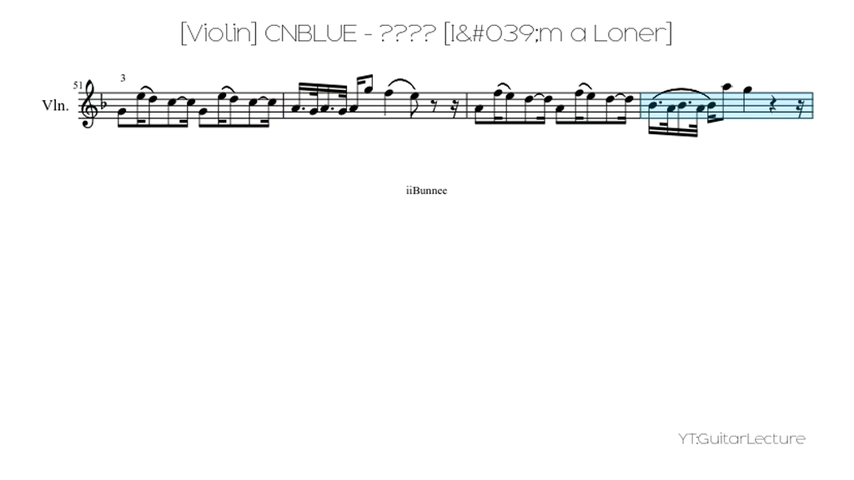 [Violin] CNBLUE - ???? [I&#039;m a Loner]
51
3
Vln.
iiBunnee
YT:GuitarLecture